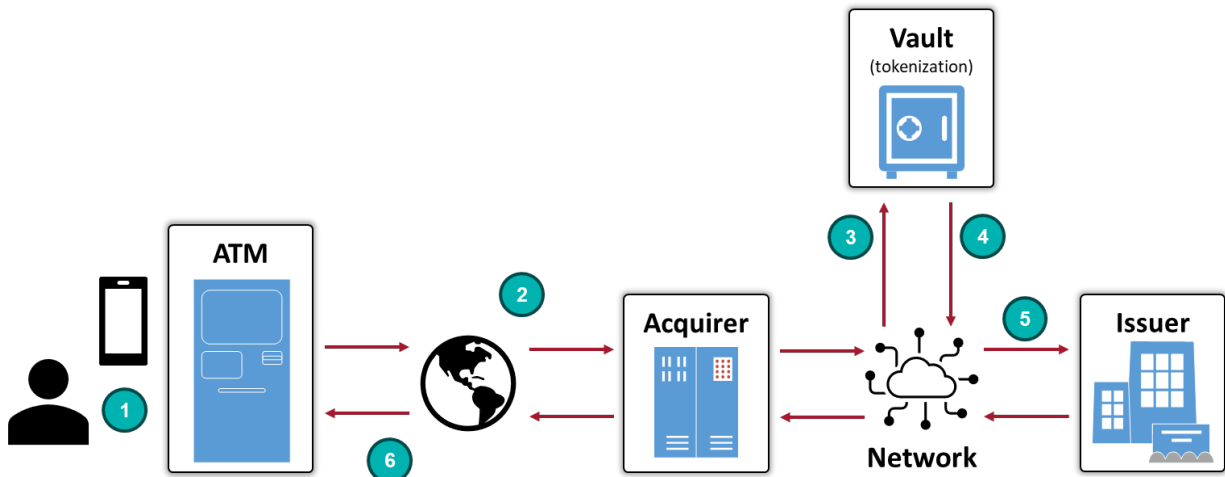 Vault
(tokenization)
3
4
ATM
2
Acquirer
5
Issuer
1
6
Network